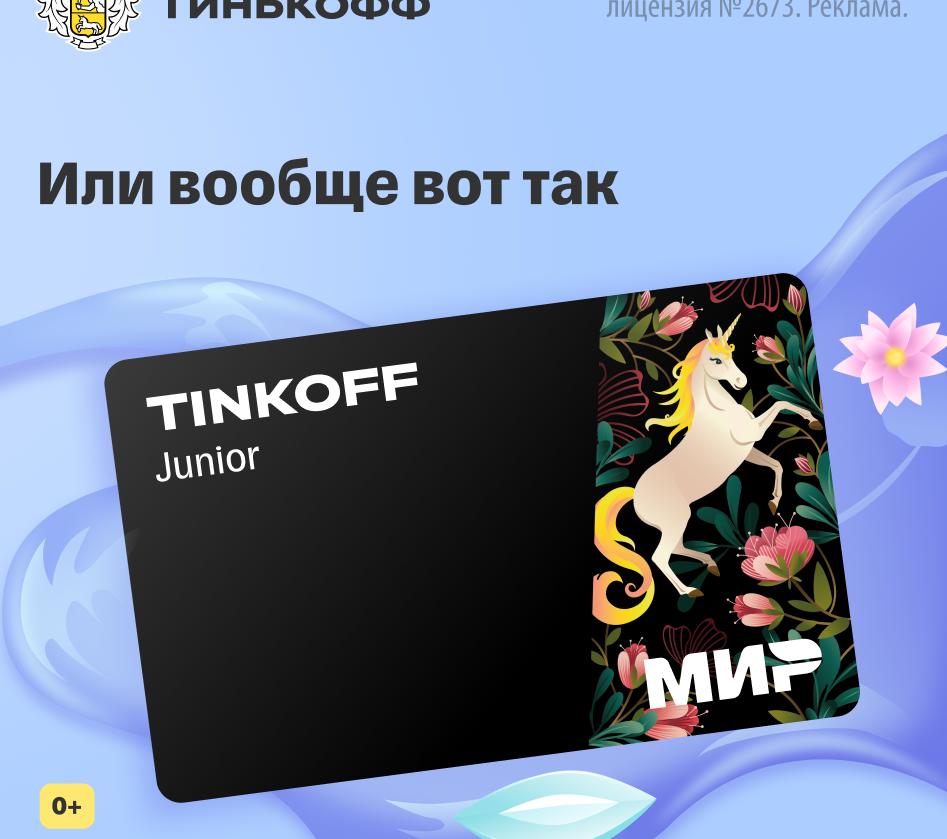 ТИНЬКОФФ
лицензия №2673. Реклама.
Или вообще вот так
TINKOFF
Junior
МИР
0+